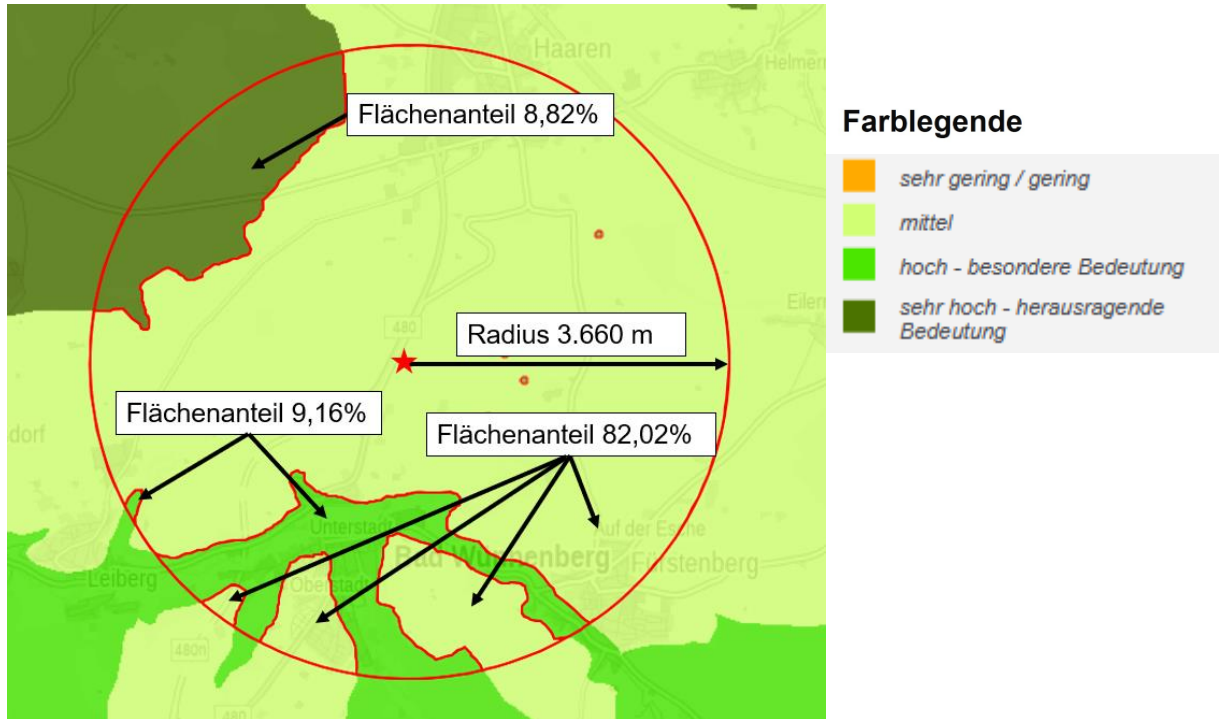 Haaren
Helmern
Flächenanteil 8,82%
Farblegende
sehr gering / gering
mittel
hoch - besondere Bedeutung
sehr hoch - herausragende
Bedeutung
Eilern
480
Radius 3.660 m
Flächenanteil 9,16%
Flächenanteil 82,02%
dorf
Unterstadt
Auf der Esche
Bad Wünnenberg
Fürstenberg
Leiberg
Oberstadt
480n
480